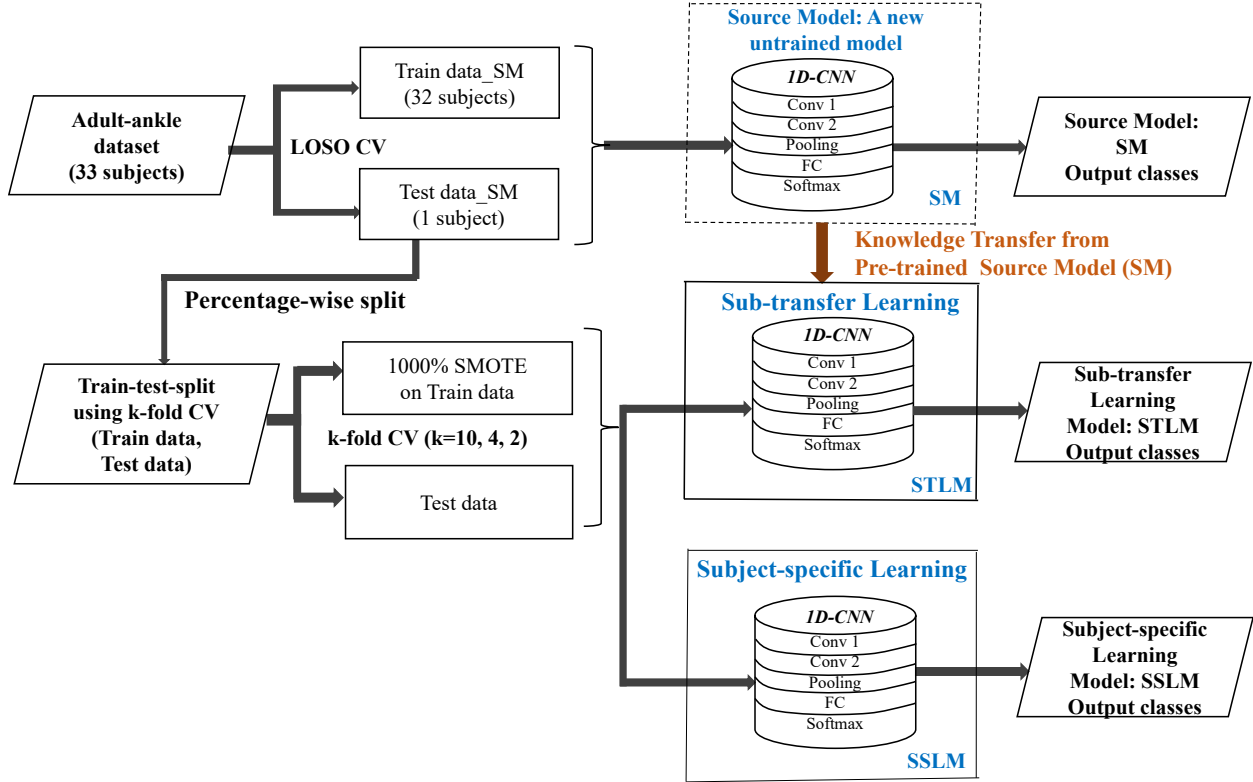 Adult-ankle
dataset
(33 subjects)
LOSO CV
Train data_SM
(32 subjects)
Test data_SM
(1 subject)
Source Model: A new
untrained model
1D-CNN
Conv 1
Conv 2
Pooling
FC
Softmax
SM
Source Model:
SM
Output classes
Knowledge Transfer from
Pre-trained Source Model (SM)
Percentage-wise split
Train-test-split
using k-fold CV
(Train data,
Test data)
1000% SMOTE
on Train data
k-fold CV (k=10, 4, 2)
Test data
Sub-transfer Learning
1D-CNN
Conv 1
Conv 2
Pooling
FC
Softmax
STLM
Sub-transfer
Learning
Model: STLM
Output classes
Subject-specific Learning
1D-CNN
Conv 1
Conv 2
Pooling
FC
Softmax
SSLM
Subject-specific
Learning
Model: SSLM
Output classes